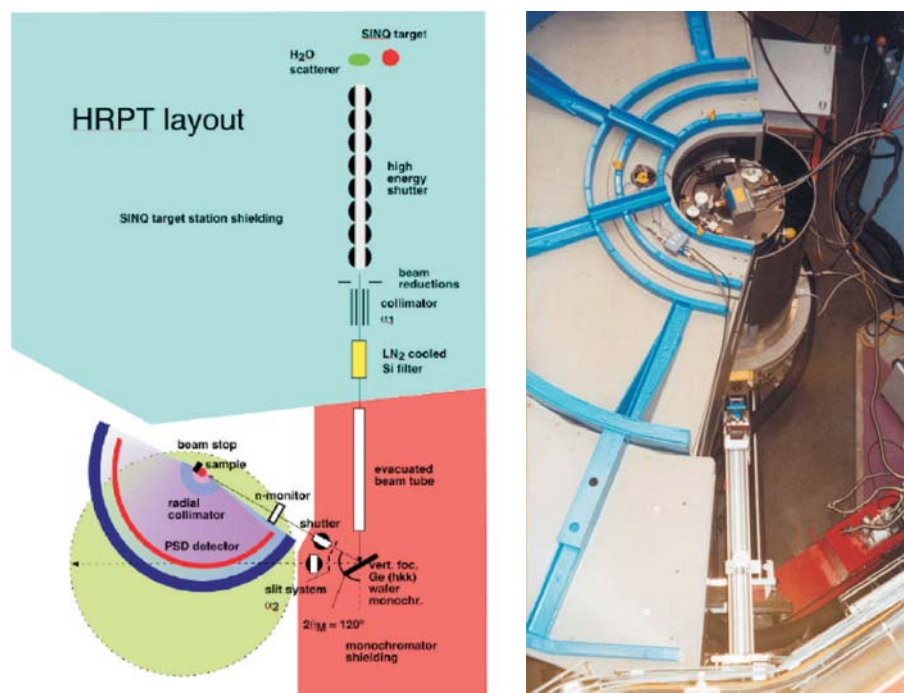 SINQ target
H2O
scatterer
HRPT layout
high
energy
shutter
SINQ target station shielding
beam
reductions
collimator
α1
LN2 cooled
Si filter
beam stop
sample
evacuated
beam tube
n-monitor
radial
collimator
shutter
PSD detector
vert. foc.
Ge (hkk)
wafer
monochr.
slit system
α2
2θM = 120°
monochromator
shielding